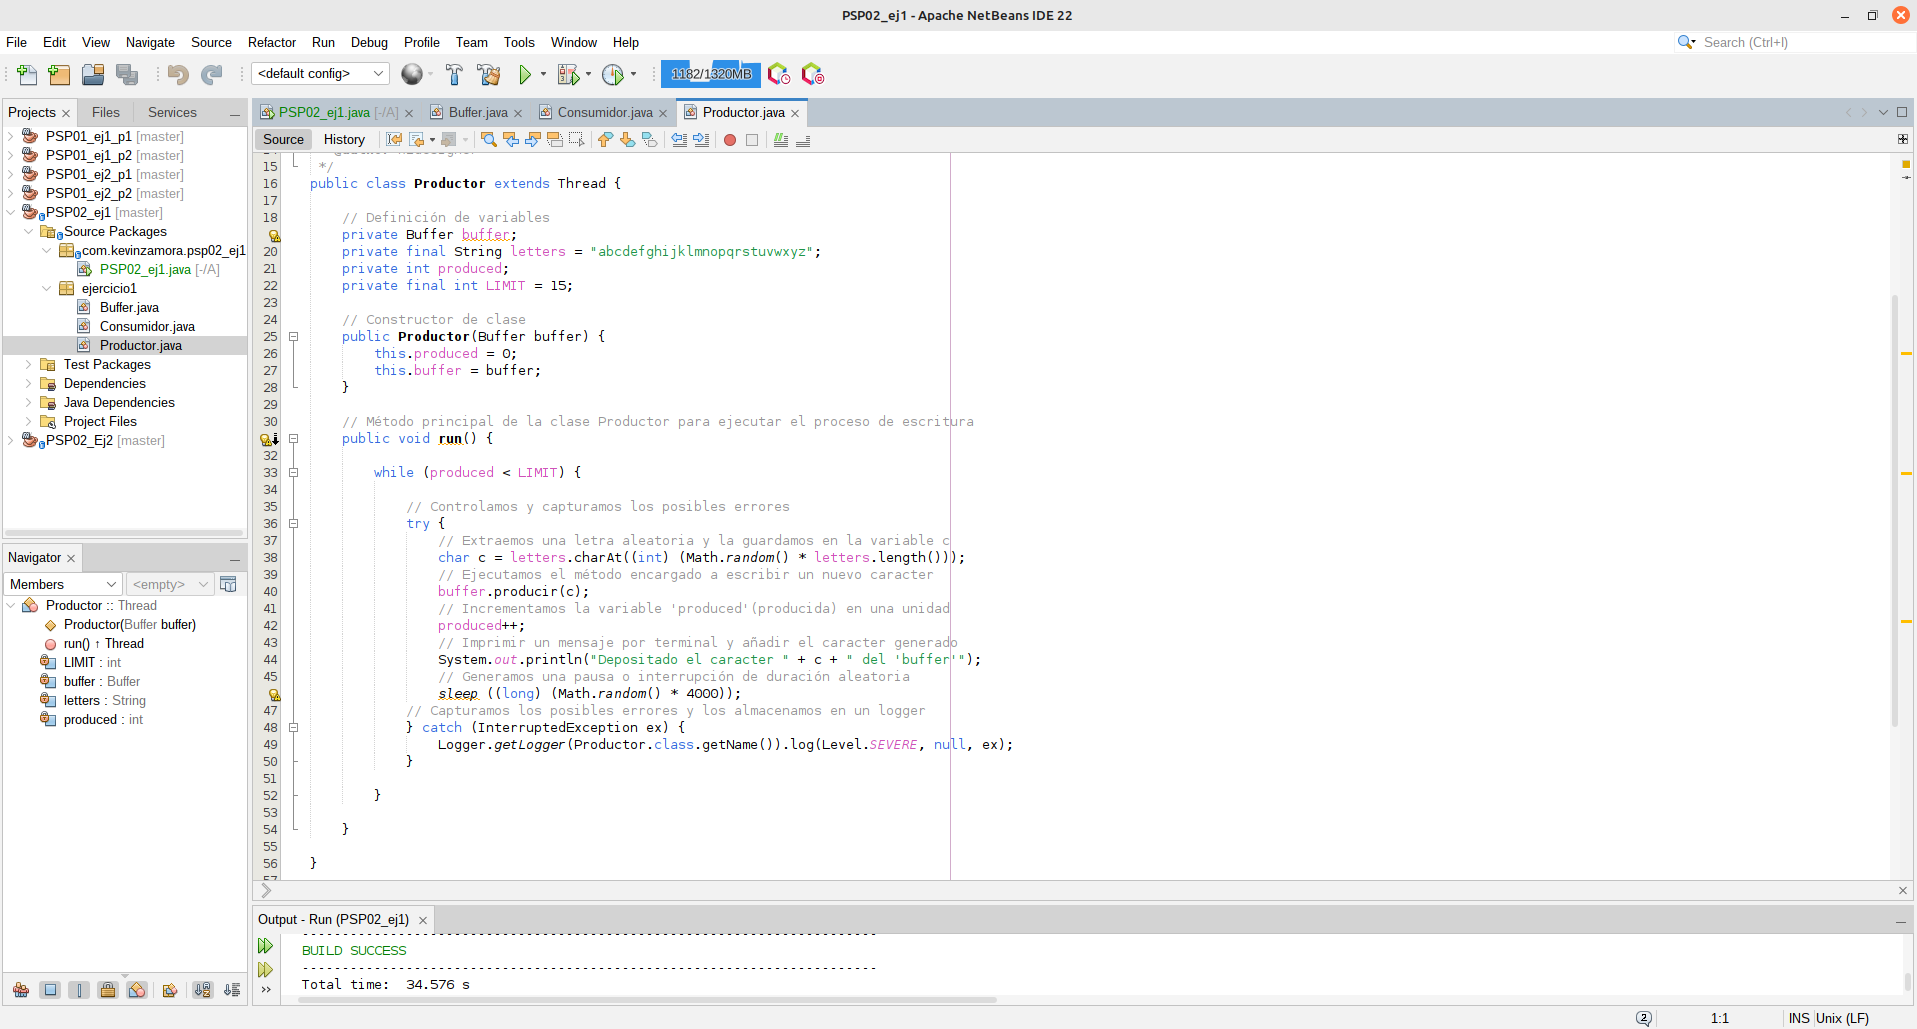 PSP02_ej1 - Apache NetBeans IDE 22
File Edit View Navigate Source Refactor Run Debug Profile Team Tools Window Help
Search (Ctrl+I)
<default config>
1182/1320MB
Projects
Files
Services
PSP01_ej1_p1 [master]
PSP01_ej1_p2 [master]
PSP01_ej2_p1 [master]
PSP01_ej2_p2 [master]
PSP02_ej1 [master]
Source Packages
com.kevinzamora.psp02_ej1
PSP02_ej1.java [-/A]
ejercicio1
Buffer.java
Consumidor.java
Productor.java
Test Packages
Dependencies
Java Dependencies
Project Files
PSP02_Ej2 [master]
Navigator
Members
<empty>
Productor :: Thread
Productor(Buffer buffer)
run() ↑ Thread
LIMIT : int
buffer : Buffer
letters : String
produced : int
PSP02_ej1.java [-/A] Buffer.java Consumidor.java Productor.java
Source History
15 */
16 public class Productor extends Thread {
17
18 // Definición de variables
private Buffer buffer;
20 private final String letters = "abcdefghijklmnopqrstuvwxyz";
21 private int produced;
22 private final int LIMIT = 15;
23
24 // Constructor de clase
25 public Productor(Buffer buffer) {
26 this.produced = 0;
27 this.buffer = buffer;
28 }
29
30 // Método principal de la clase Productor para ejecutar el proceso de escritura
public void run() {
32
33 while (produced < LIMIT) {
34
35 // Controlamos y capturamos los posibles errores
36 try {
37 // Extraemos una letra aleatoria y la guardamos en la variable c
38 char c = letters.charAt((int) (Math.random() * letters.length()));
39 // Ejecutamos el método encargado a escribir un nuevo caracter
40 buffer.producir(c);
41 // Incrementamos la variable 'produced'(producida) en una unidad
42 produced++;
43 // Imprimir un mensaje por terminal y añadir el caracter generado
44 System.out.println("Depositado el caracter " + c + " del 'buffer'");
45 // Generamos una pausa o interrupción de duración aleatoria
sleep ((long) (Math.random() * 4000));
47 // Capturamos los posibles errores y los almacenamos en un logger
48 } catch (InterruptedException ex) {
49 Logger.getLogger(Productor.class.getName()).log(Level.SEVERE, null, ex);
50 }
51
52 }
53
54 }
55
56 }
57
Output - Run (PSP02_ej1)
------------------------------------------------------------------------
BUILD SUCCESS
------------------------------------------------------------------------
Total time: 34.576 s
2
1:1
INS
Unix (LF)